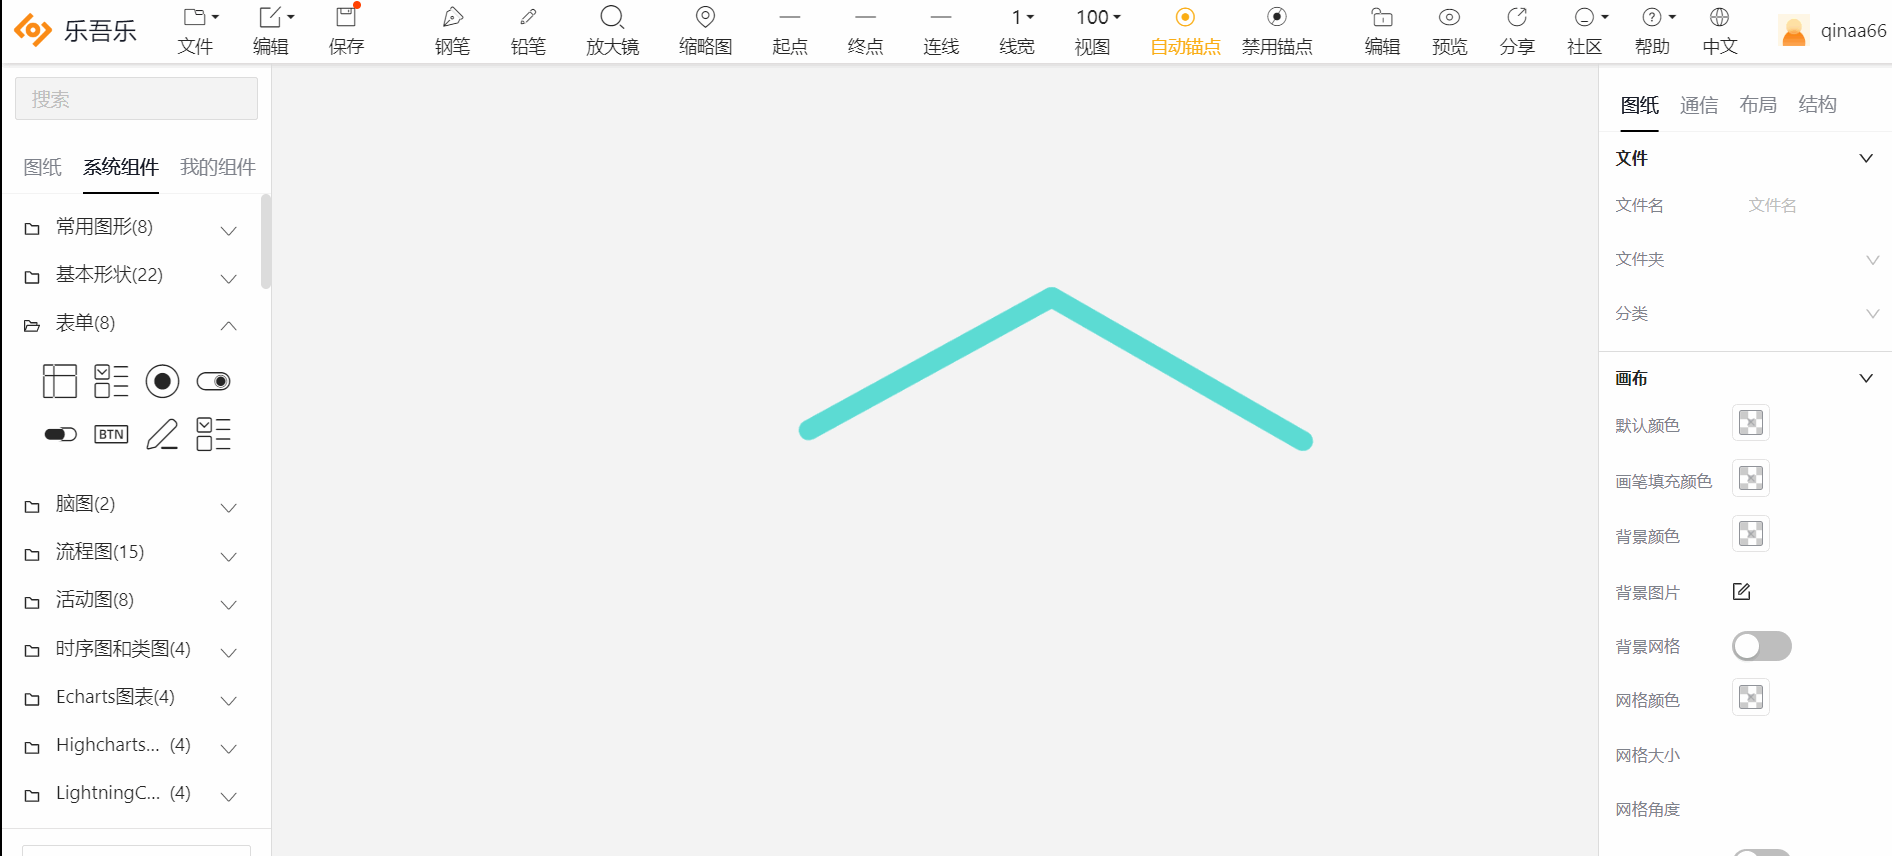 乐吾乐
文件
编辑
保存
钢笔
铅笔
放大镜
缩略图
起点
终点
连线
1
线宽
100
视图
自动锚点
禁用锚点
编辑
预览
分享
社区
帮助
中文
qinaa66
搜索
图纸 系统组件 我的组件
常用图形(8)
基本形状(22)
表单(8)
BTN
脑图(2)
流程图(15)
活动图(8)
时序图和类图(4)
Echarts图表(4)
Highcharts... (4)
LightningC... (4)
图纸 通信 布局 结构
文件
文件名 文件名
文件夹
分类
画布
默认颜色
画笔填充颜色
背景颜色
背景图片
背景网格
网格颜色
网格大小
网格角度